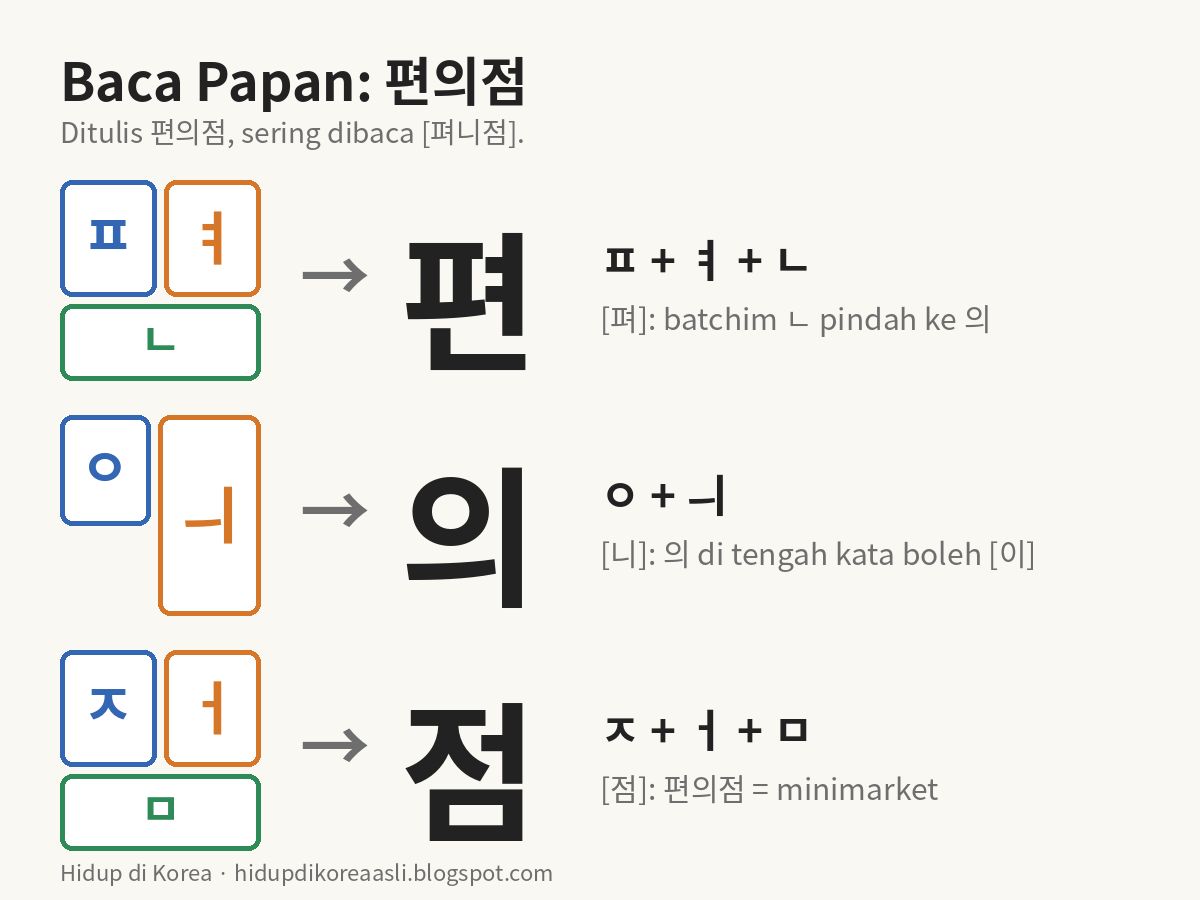 Baca Papan: 편의점
Ditulis 편의점, sering dibaca [펴니점].
ㅍ ㅕ
ㄴ
→ 편
ㅍ + ㅕ + ㄴ
[펴]: batchim ㄴ pindah ke 의
ㅇ ㅢ
→ 의
ㅇ + ㅢ
[니]: 의 di tengah kata boleh [이]
ㅈ ㅓ
ㅁ
→ 점
ㅈ + ㅓ + ㅁ
[점]: 편의점 = minimarket
Hidup di Korea · hidupdikoreaasli.blogspot.com